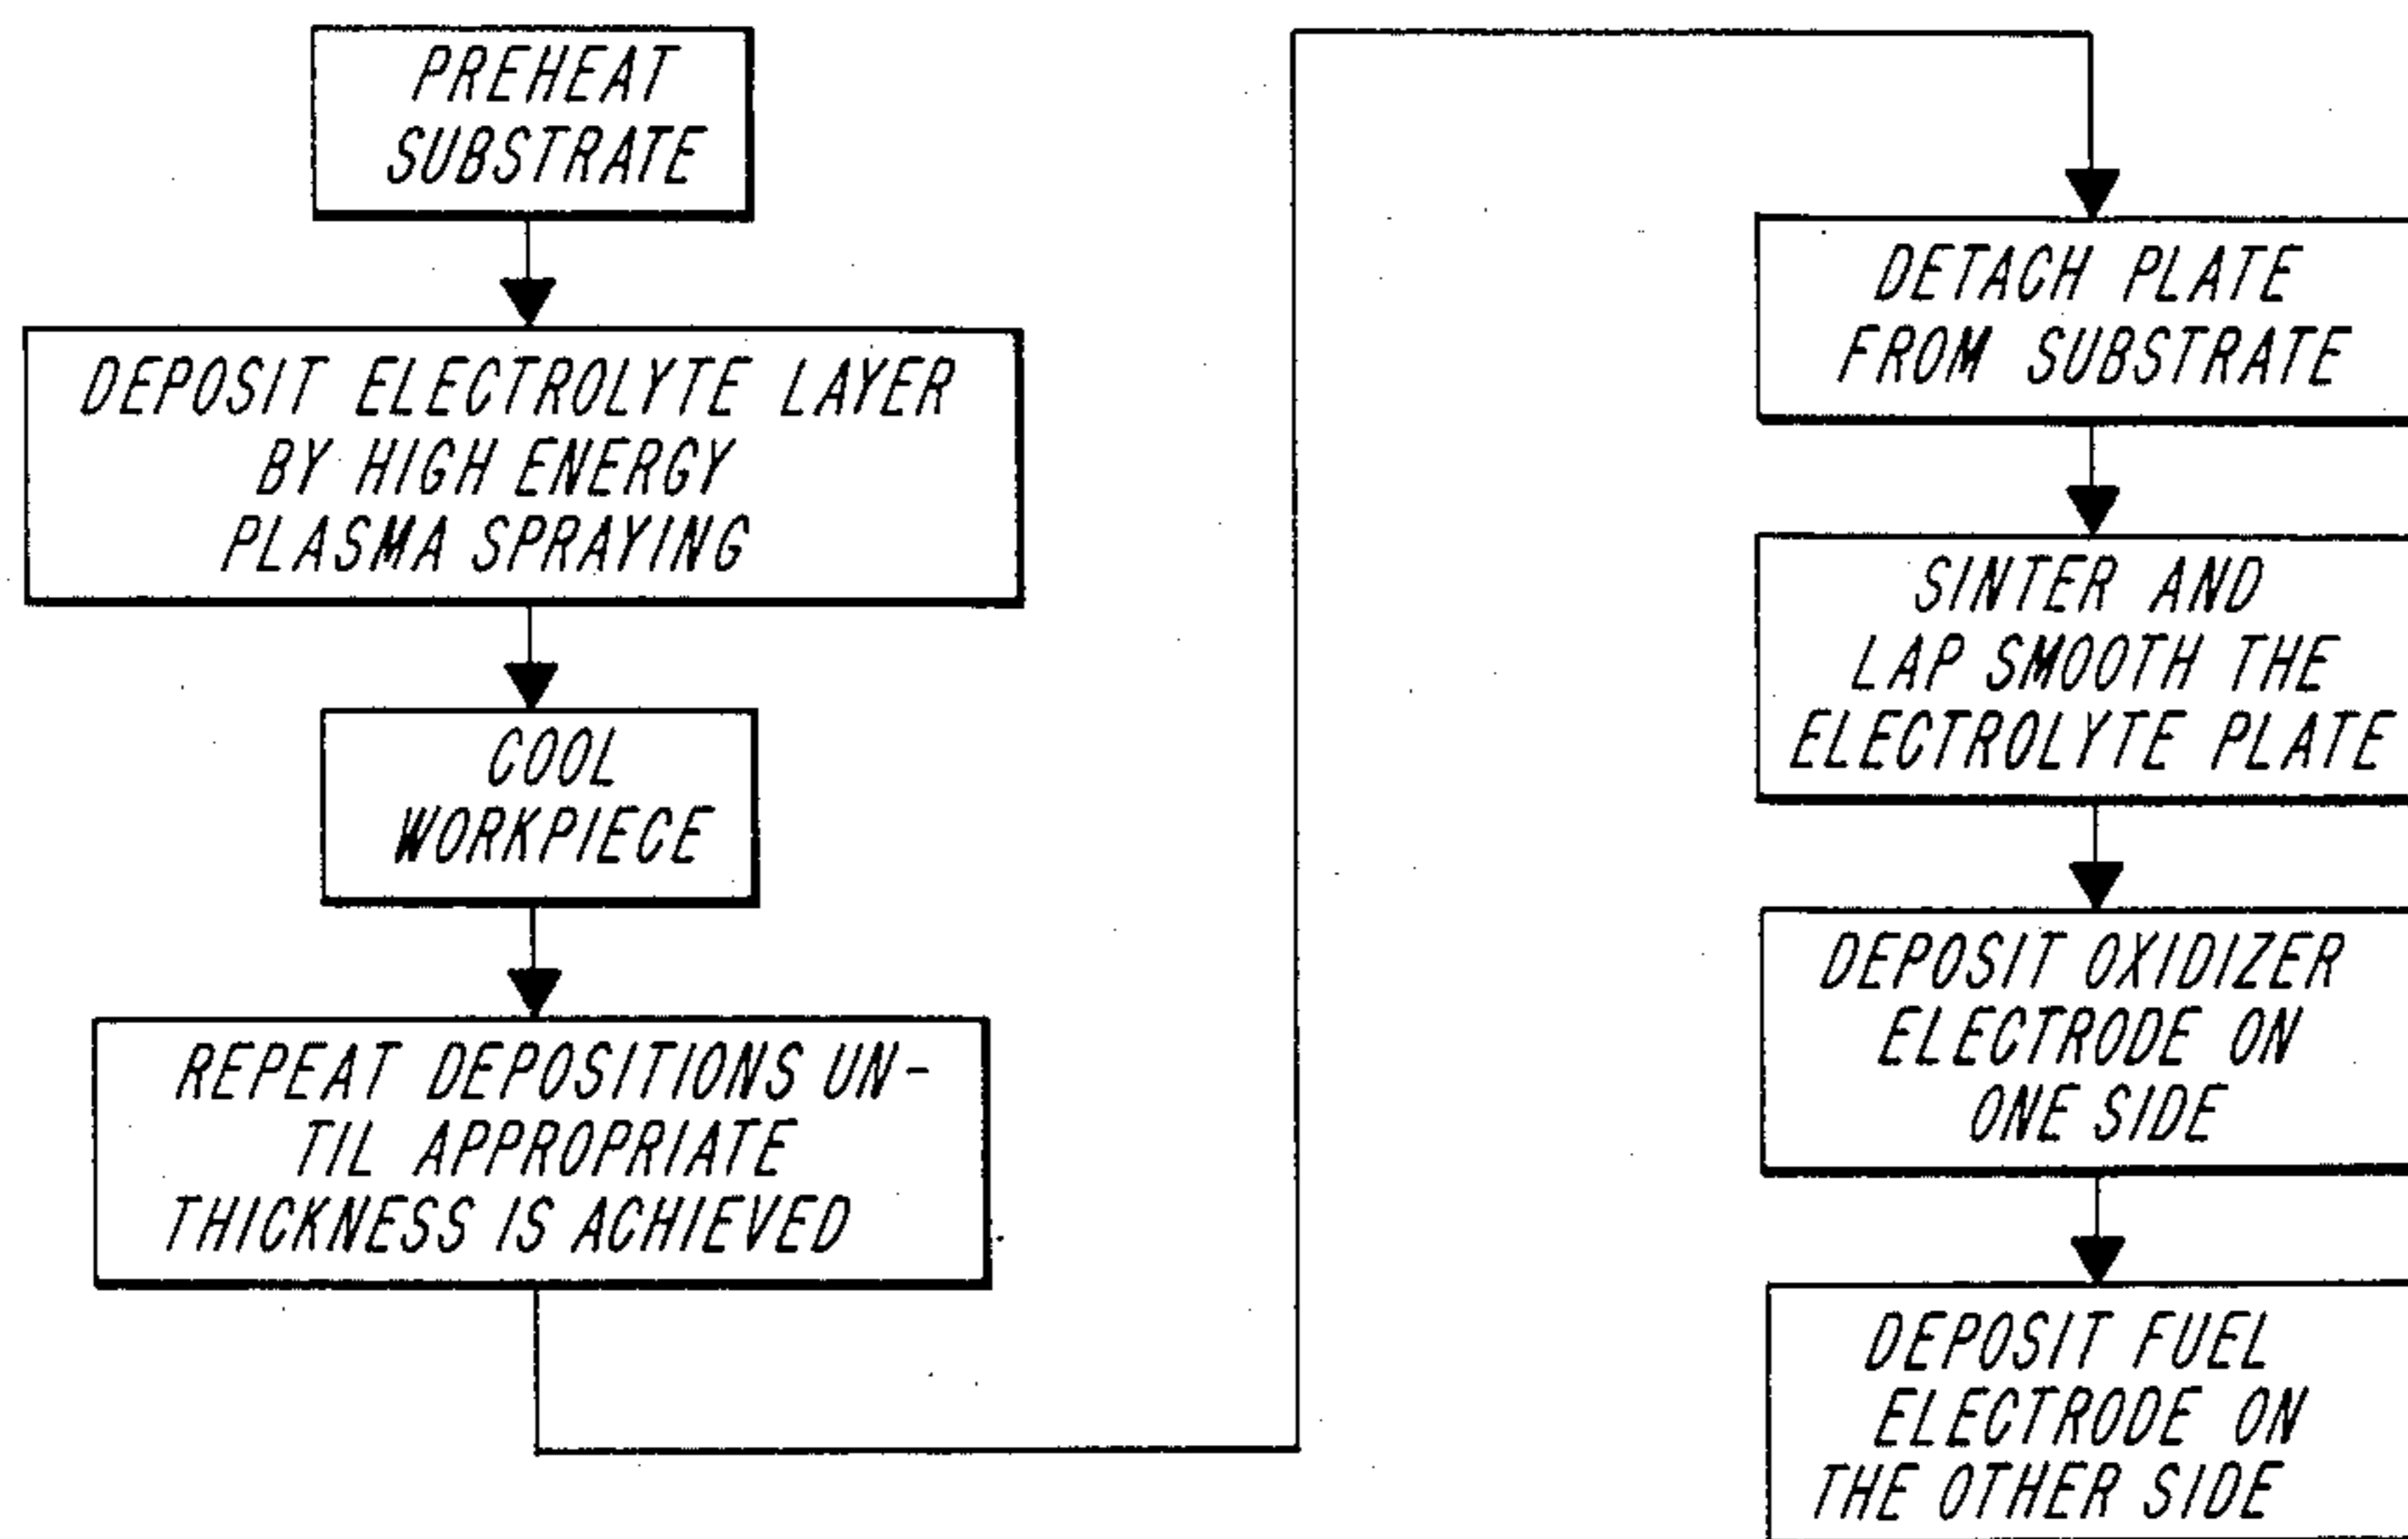 PREHEAT
SUBSTRATE
DEPOSIT ELECTROLYTE LAYER
BY HIGH ENERGY
PLASMA SPRAYING
COOL
WORKPIECE
REPEAT DEPOSITIONS UN-
TIL APPROPRIATE
THICKNESS IS ACHIEVED
DETACH PLATE
FROM SUBSTRATE
SINTER AND
LAP SMOOTH THE
ELECTROLYTE PLATE
DEPOSIT OXIDIZER
ELECTRODE ON
ONE SIDE
DEPOSIT FUEL
ELECTRODE ON
THE OTHER SIDE